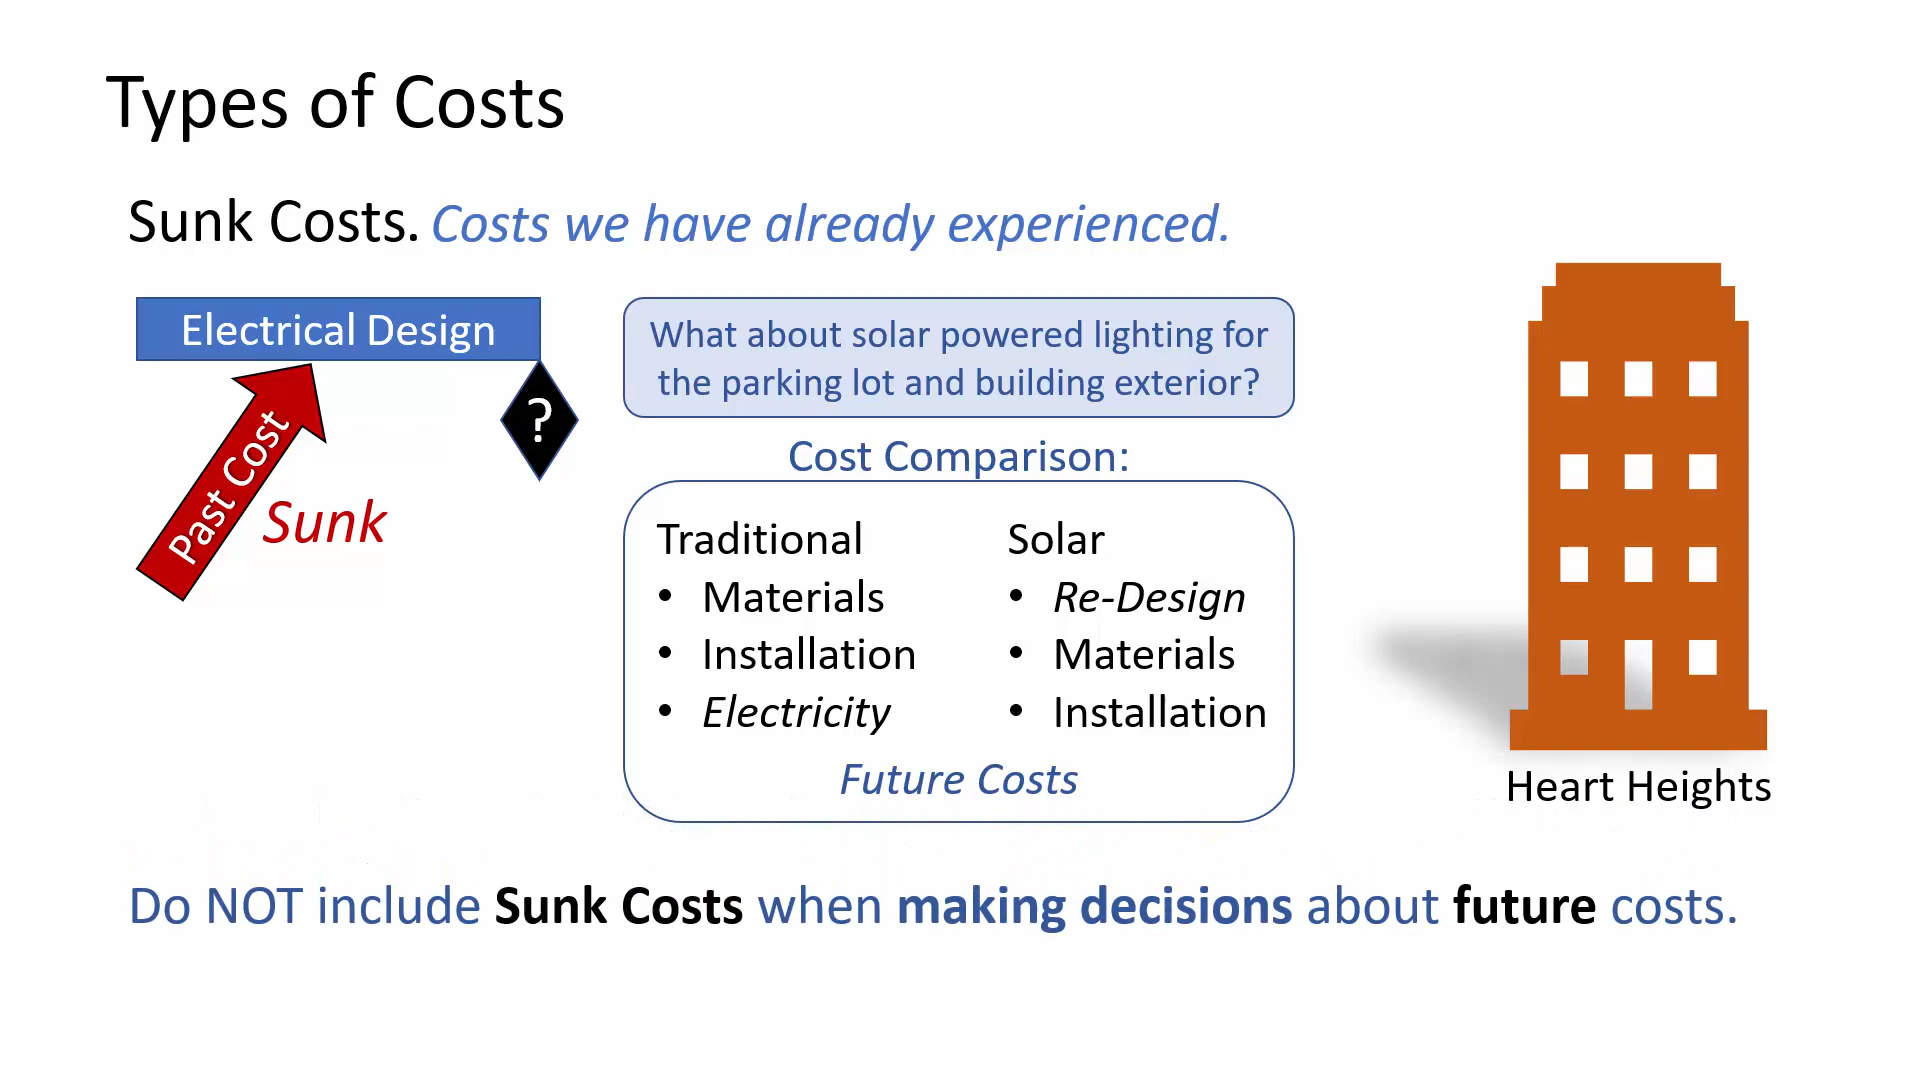 Types of Costs
Sunk Costs. Costs we have already experienced.
Electrical Design
Past Cost
Sunk
?
What about solar powered lighting for
the parking lot and building exterior?
Cost Comparison:
Traditional
• Materials
• Installation
• Electricity
Solar
• Re-Design
• Materials
• Installation
Future Costs
Heart Heights
Do NOT include Sunk Costs when making decisions about future costs.